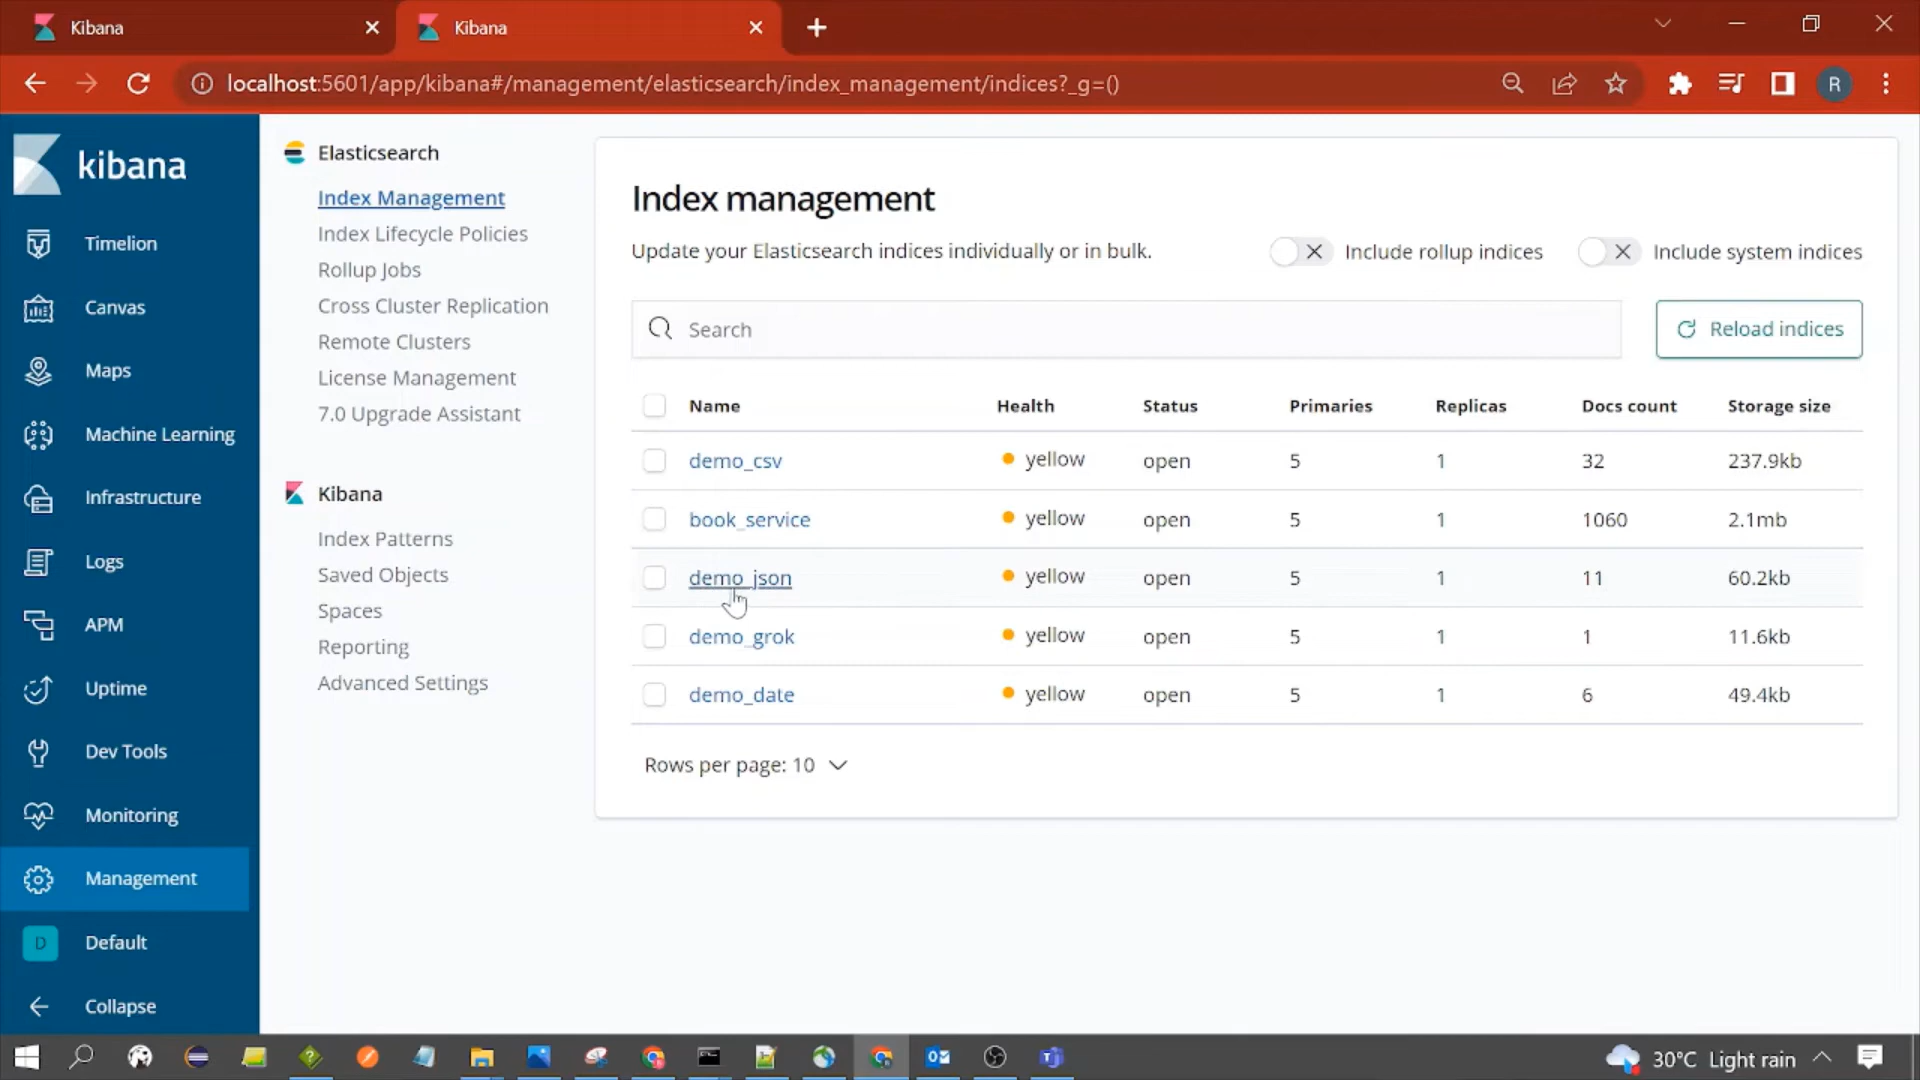 Kibana
Kibana
localhost:5601/app/kibana#/management/elasticsearch/index_management/indices?_g=()
R
kibana
Timelion
Canvas
Maps
Machine Learning
Infrastructure
Logs
APM
Uptime
Dev Tools
Monitoring
Management
D
Default
Collapse
Elasticsearch
Index Management
Index Lifecycle Policies
Rollup Jobs
Cross Cluster Replication
Remote Clusters
License Management
7.0 Upgrade Assistant
Kibana
Index Patterns
Saved Objects
Spaces
Reporting
Advanced Settings
Index management
Update your Elasticsearch indices individually or in bulk.
Include rollup indices
Include system indices
Search
Reload indices
Name Health Status Primaries Replicas Docs count Storage size
demo_csv yellow open 5 1 32 237.9kb
book_service yellow open 5 1 1060 2.1mb
demo_json yellow open 5 1 11 60.2kb
demo_grok yellow open 5 1 1 11.6kb
demo_date yellow open 5 1 6 49.4kb
Rows per page: 10
30°C Light rain